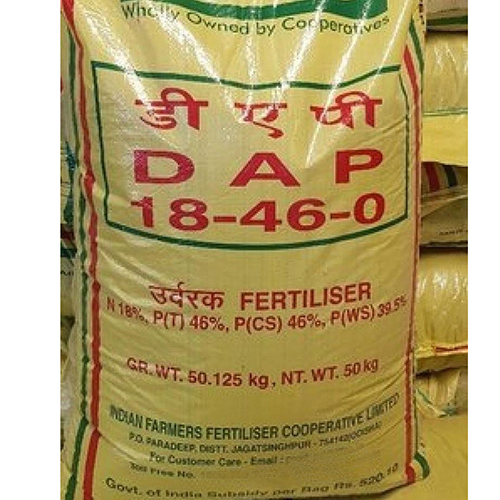 Wholly Owned by Cooperatives
डी ए पी
D A P
18-46-0
उर्वरक FERTILISER
N 18%, P(T) 46%, P(CS) 46%, P(WS) 39.5%
GR. WT. 50.125 kg, NT. WT. 50 kg
INDIAN FARMERS FERTILISER COOPERATIVE LIMITED
P.O. PARADEEP, DISTT. JAGATSINGHPUR - 754142(ODISHA)
For Customer Care - Email :
Toll Free No.
Govt. of India Subsidy per Bag Rs. 520.10